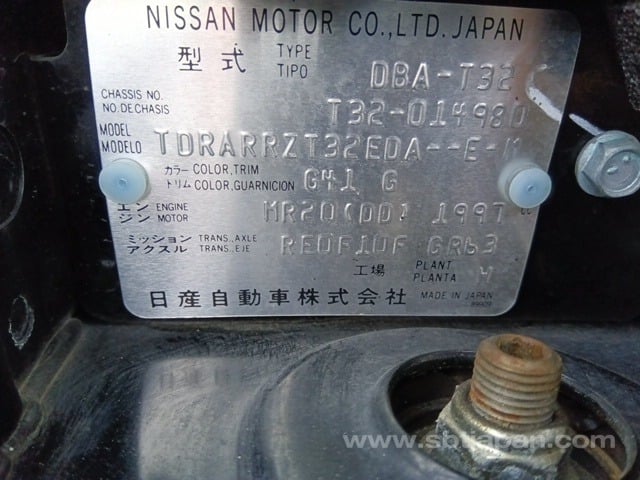 NISSAN MOTOR CO.,LTD. JAPAN
型式 TYPE TIPO DBA-T32
CHASSIS NO. NO. DE CHASIS T32-014980
MODEL MODELO TDRARRZT32EDA--E-
カラー COLOR, TRIM
トリム COLOR, GUARNICION G41 G
エンジン ENGINE MOTOR MR20(DD) 1997 cc
ミッション TRANS., AXLE
アクスル TRANS., EJE RE0F10F GR63
工場 PLANT PLANTA
日産自動車株式会社 MADE IN JAPAN
www.sbtjapan.com